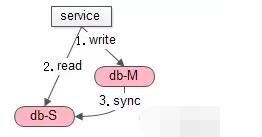 service
1. write
2. read
db-M
3. sync
db-S